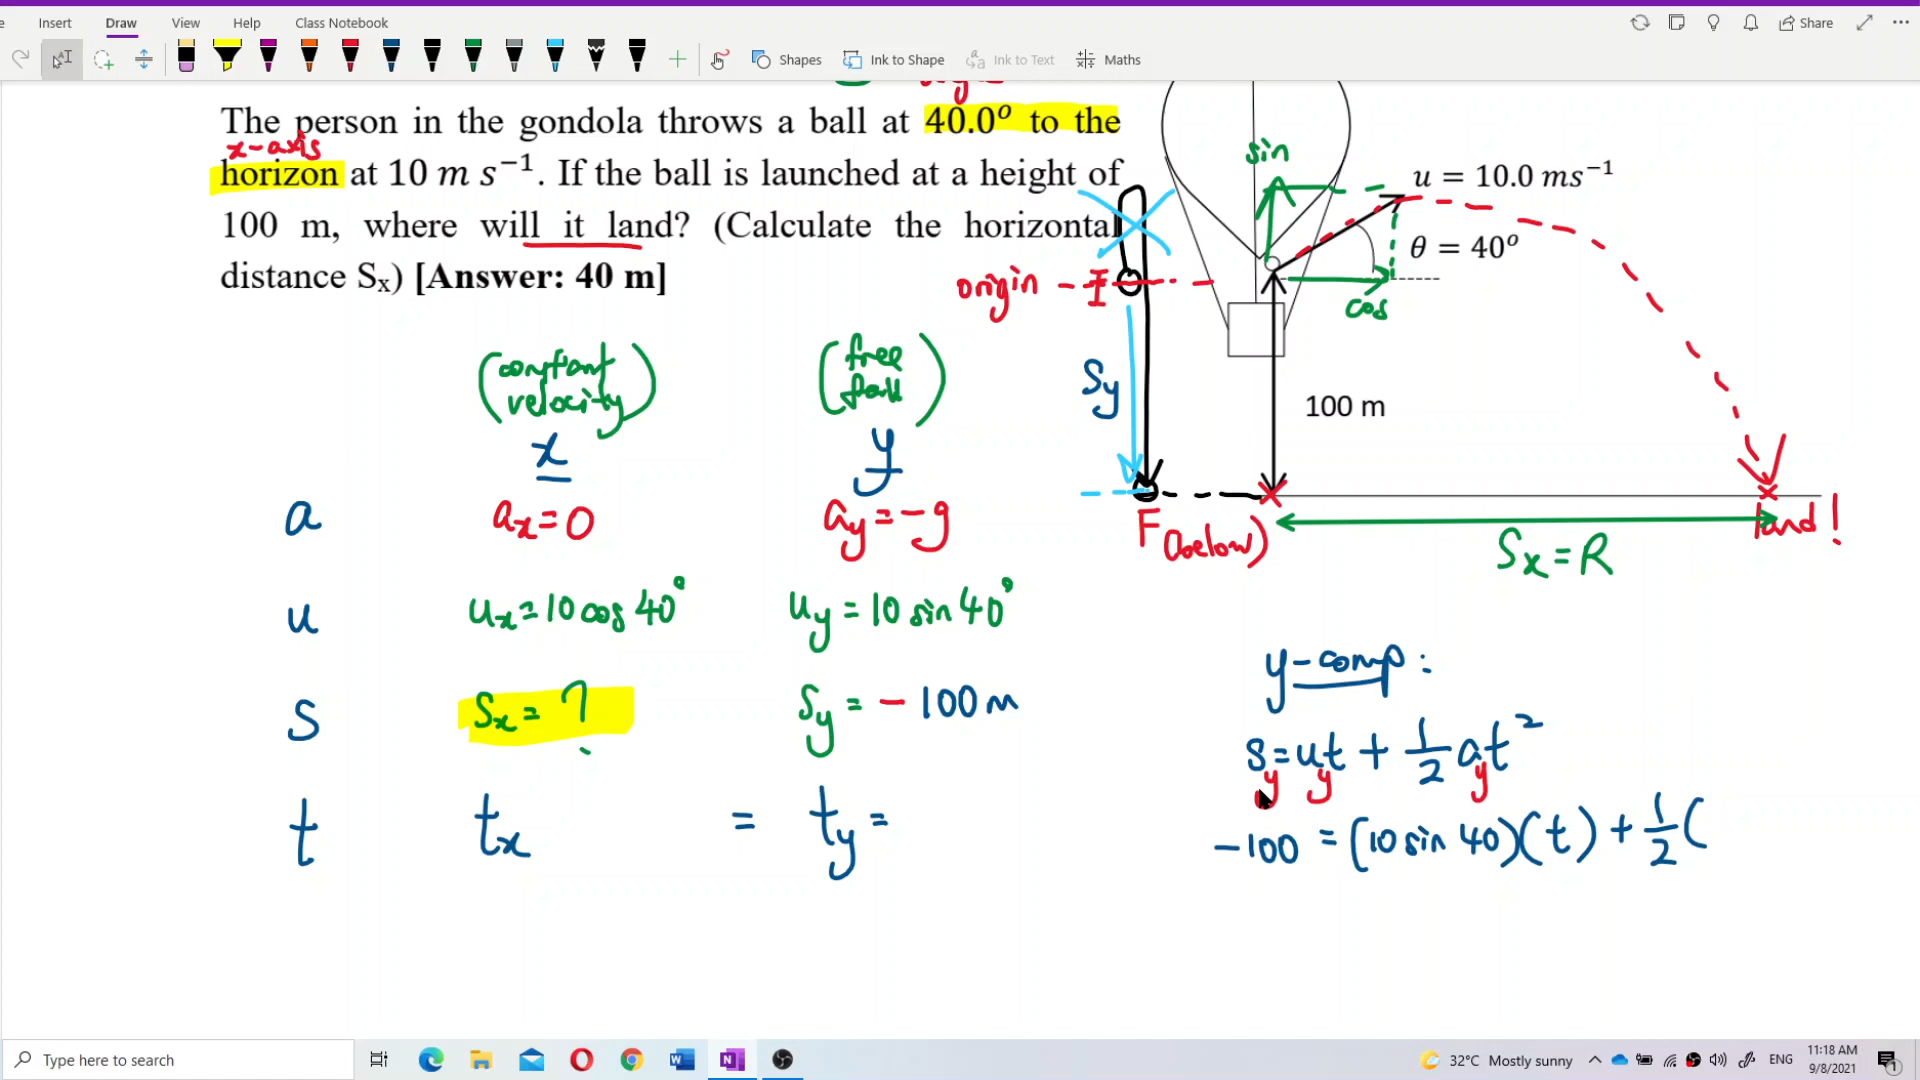 Insert Draw View Help Class Notebook Share
Shapes Ink to Shape Ink to Text Maths
The person in the gondola throws a ball at 40.0° to the
x-axis
horizon at 10 m s⁻¹. If the ball is launched at a height of
100 m, where will it land? (Calculate the horizontal
distance Sₓ) [Answer: 40 m]
sin
u = 10.0 ms⁻¹
θ = 40°
cos
origin I
Sy
100 m
F (below)
land!
Sx = R
(constant velocity) (free fall)
x y
a ax = 0 ay = -g
u ux = 10 cos 40° uy = 10 sin 40°
s sx = ? sy = - 100 m
t tx = ty =
y-comp:
sy = uyt + 1/2 ayt²
-100 = (10 sin 40)(t) + 1/2 (
Type here to search
32°C Mostly sunny ENG 11:18 AM
9/8/2021